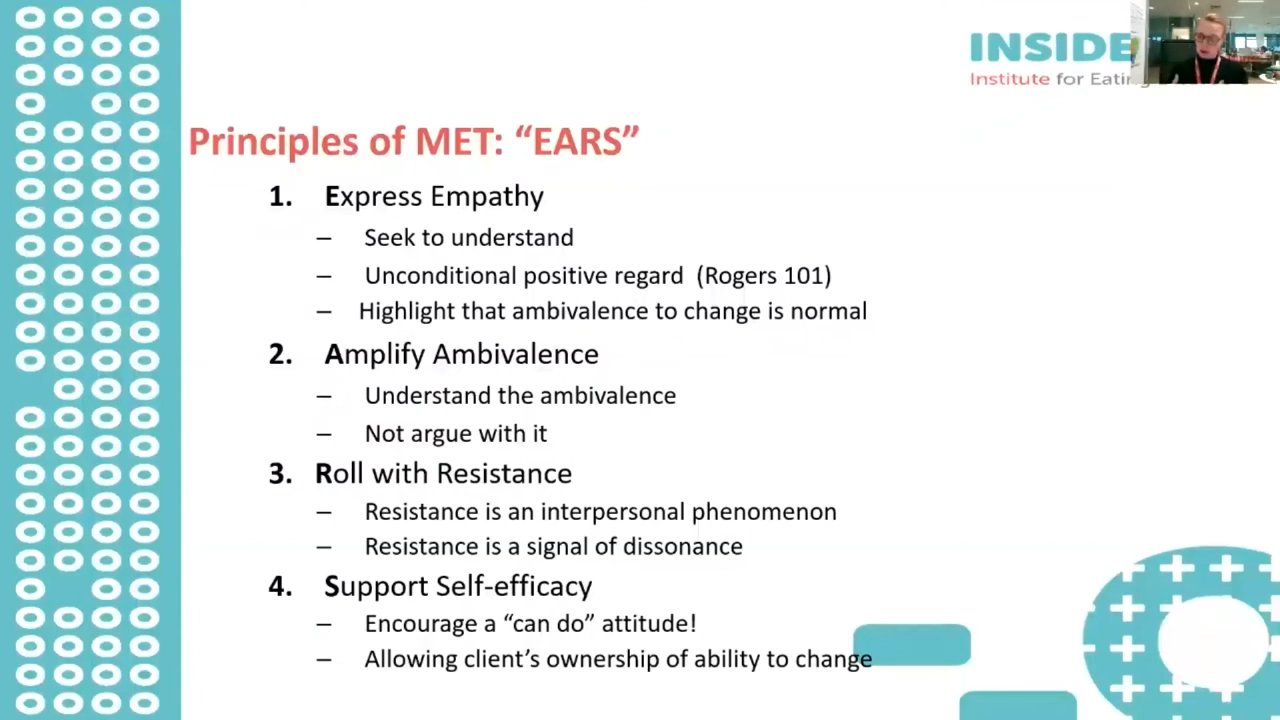 INSIDE
Institute for Eatin
Principles of MET: “EARS”
1. Express Empathy
– Seek to understand
– Unconditional positive regard (Rogers 101)
– Highlight that ambivalence to change is normal
2. Amplify Ambivalence
– Understand the ambivalence
– Not argue with it
3. Roll with Resistance
– Resistance is an interpersonal phenomenon
– Resistance is a signal of dissonance
4. Support Self-efficacy
– Encourage a “can do” attitude!
– Allowing client’s ownership of ability to change